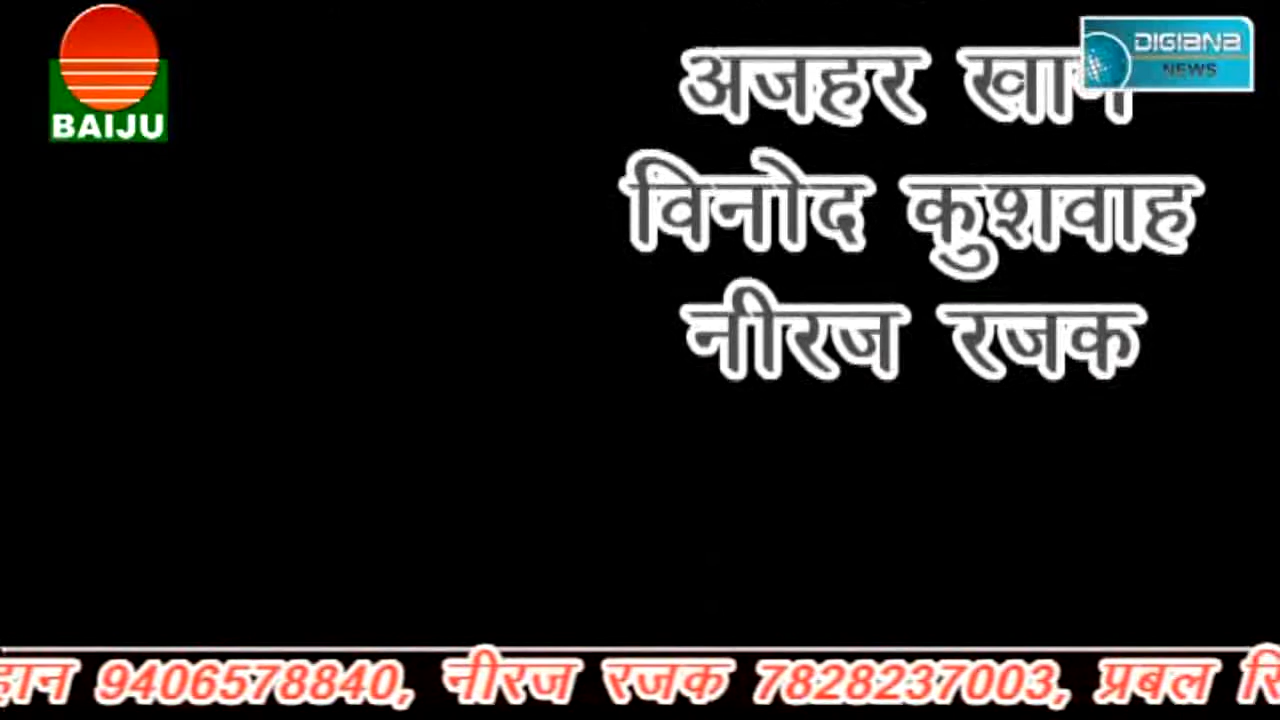 BAIJU
DIGIANA
NEWS
अजहर खान
विनोद कुशवाह
नीरज रजक
9406578840, नीरज रजक 7828237003, प्रबल